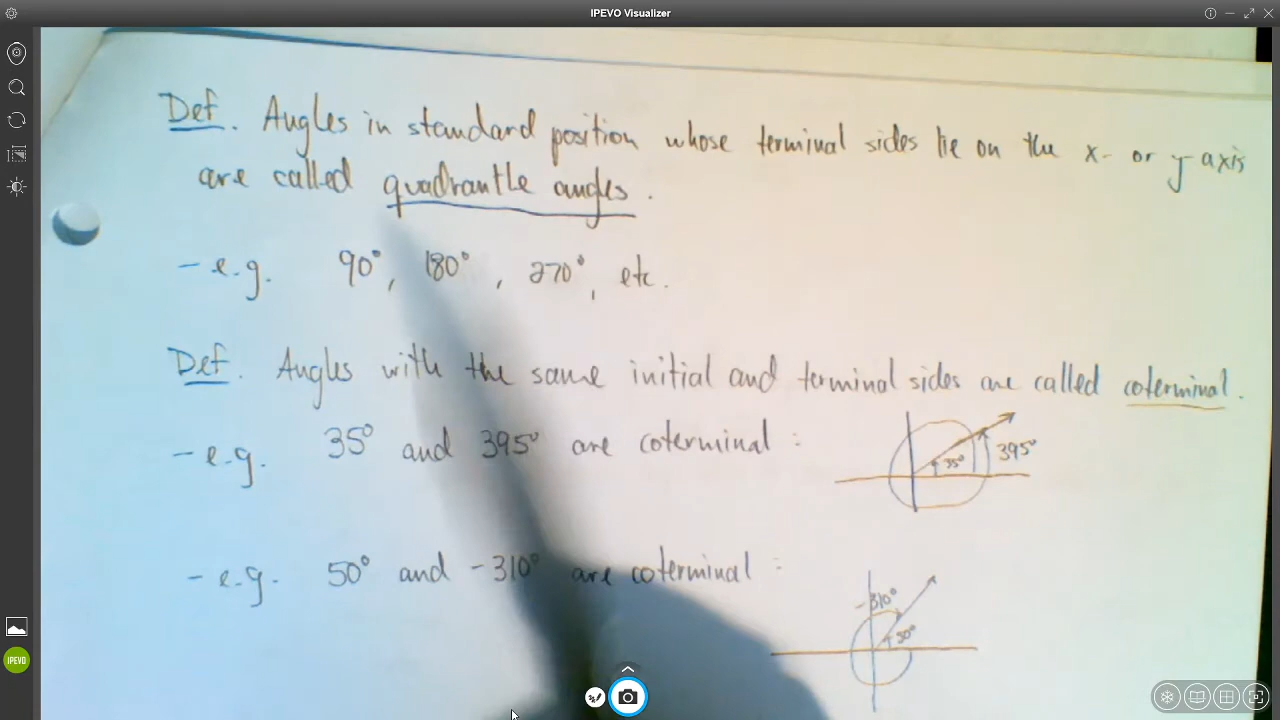 IPEVO Visualizer
Def. Angles in standard position whose terminal sides lie on the x- or y axis
are called quadrantle angles.
- e.g. 90°, 180°, 270°, etc.
Def. Angles with the same initial and terminal sides are called coterminal.
- e.g. 35° and 395° are coterminal :
35° 395°
- e.g. 50° and -310° are coterminal :
-310°
50°
IPEVO